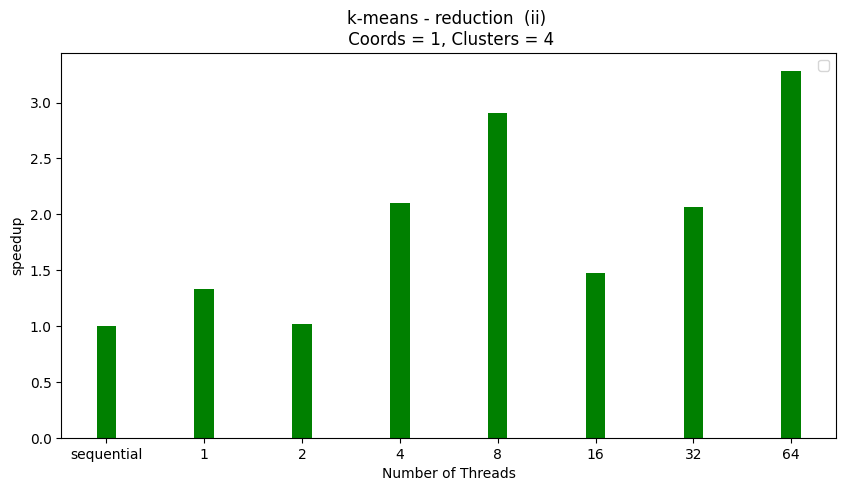 k-means - reduction  (ii)
Coords = 1, Clusters = 4
speedup
3.0
2.5
2.0
1.5
1.0
0.5
0.0
sequential 1 2 4 8 16 32 64
Number of Threads